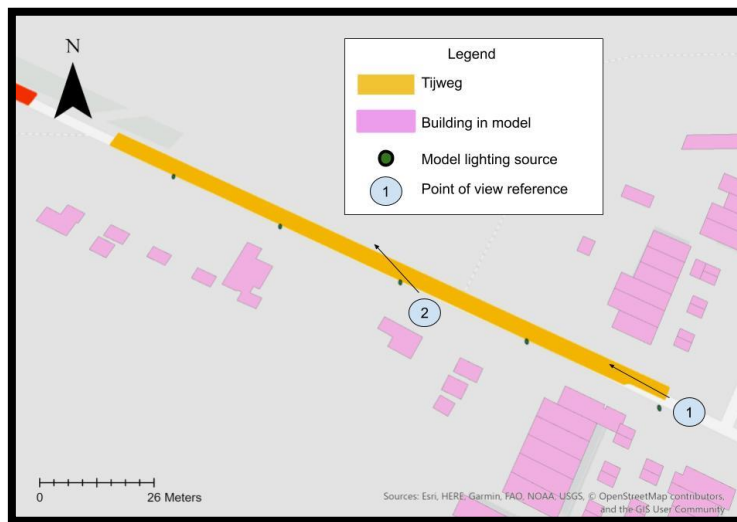 N
Legend
Tijweg
Building in model
Model lighting source
1 Point of view reference
2
1
0 26 Meters
Sources: Esri, HERE, Garmin, FAO, NOAA, USGS, © OpenStreetMap contributors,
and the GIS User Community